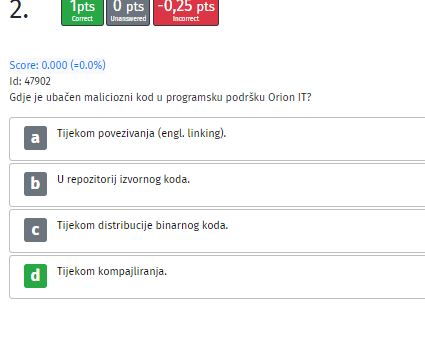 2.
1pts
Correct
0 pts
Unanswered
-0,25 pts
Incorrect
Score: 0.000 (=0.0%)
Id: 47902
Gdje je ubačen maliciozni kod u programsku podršku Orion IT?
a Tijekom povezivanja (engl. linking).
b U repozitorij izvornog koda.
c Tijekom distribucije binarnog koda.
d Tijekom kompajliranja.